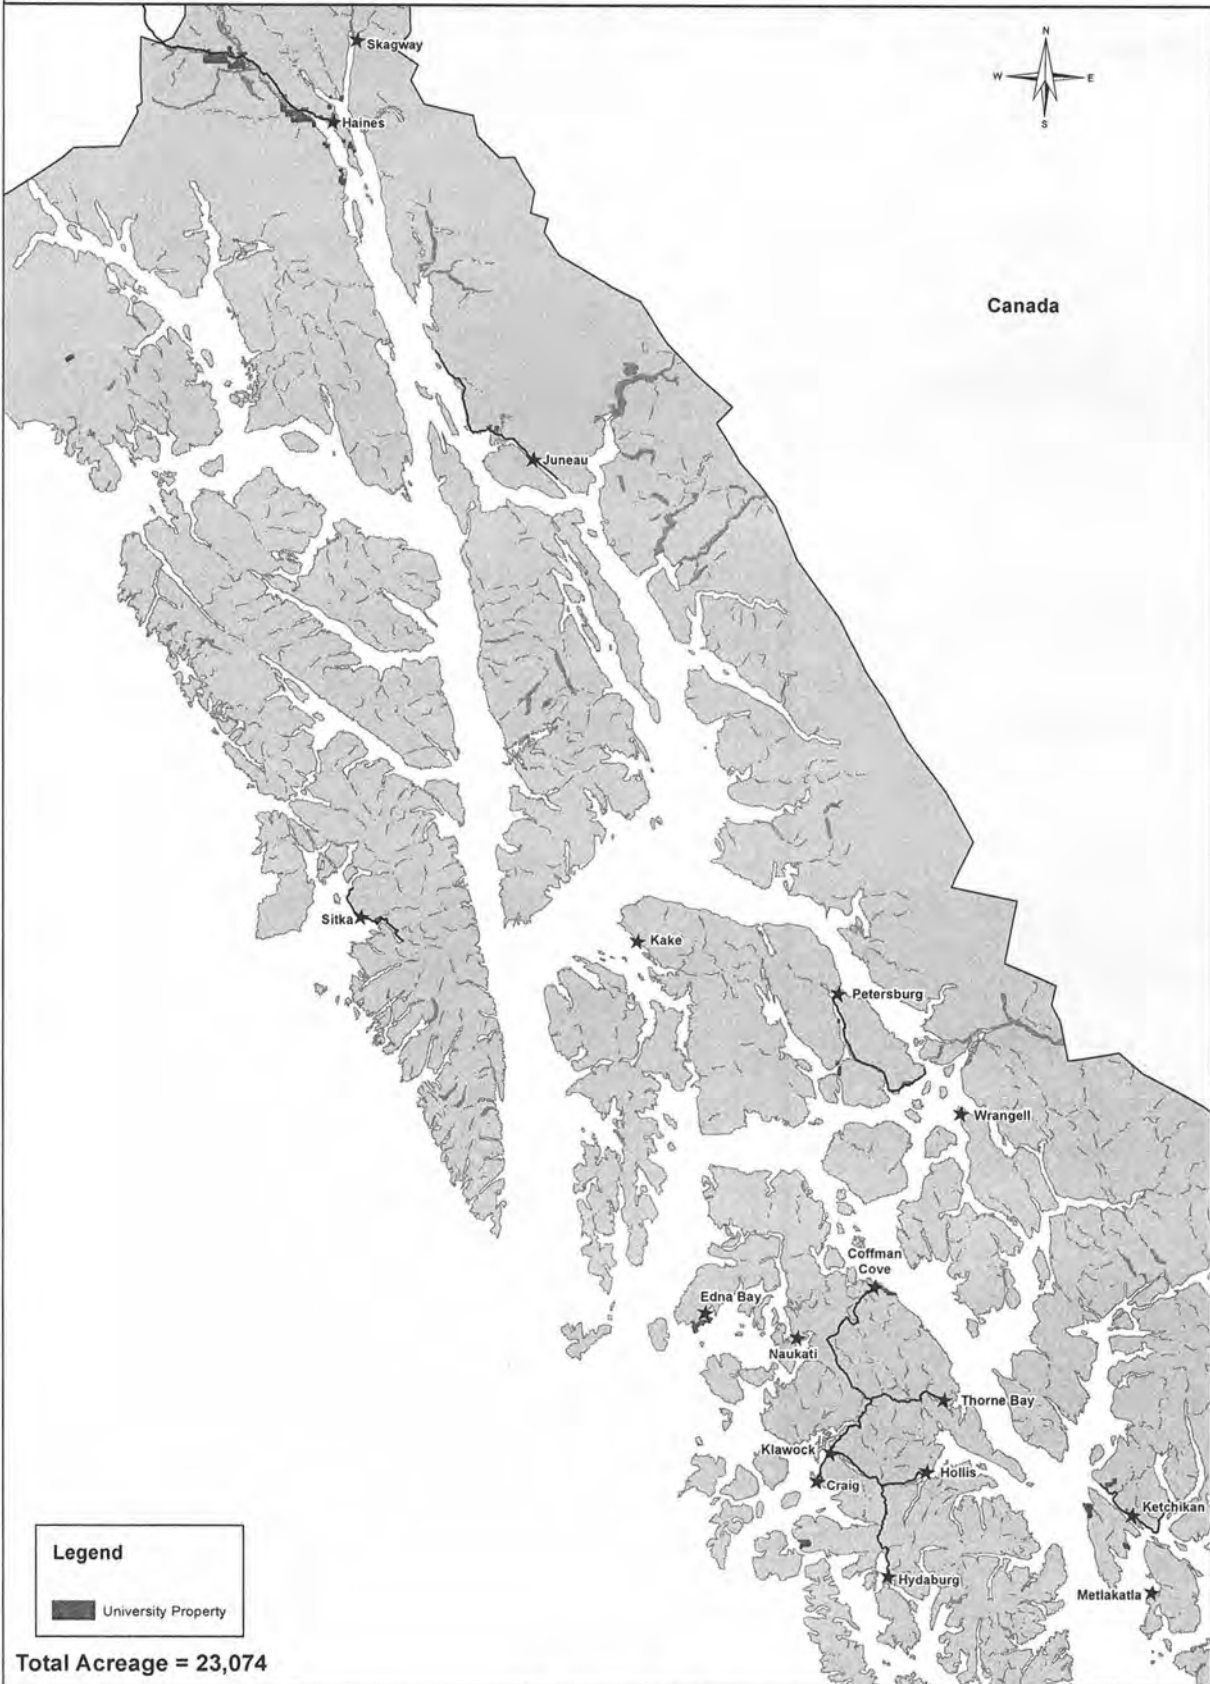 Skagway
N
W E
S
Haines
Canada
Juneau
Sitka
Kake
Petersburg
Wrangell
Coffman
Cove
Edna Bay
Naukati
Thorne Bay
Klawock
Hollis
Craig
Ketchikan
Hydaburg
Metlakatla
Legend
University Property
Total Acreage = 23,074